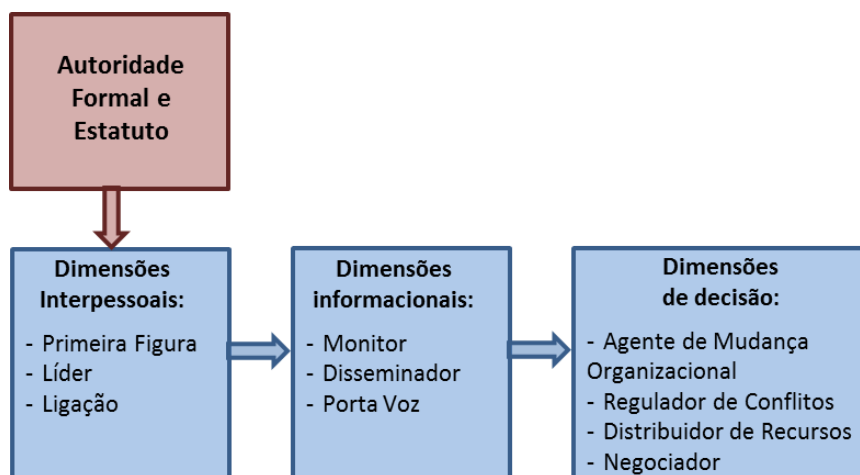 Autoridade
Formal e
Estatuto
Dimensões
Interpessoais:
- Primeira Figura
- Líder
- Ligação
Dimensões
informacionais:
- Monitor
- Disseminador
- Porta Voz
Dimensões
de decisão:
- Agente de Mudança
Organizacional
- Regulador de Conflitos
- Distribuidor de Recursos
- Negociador